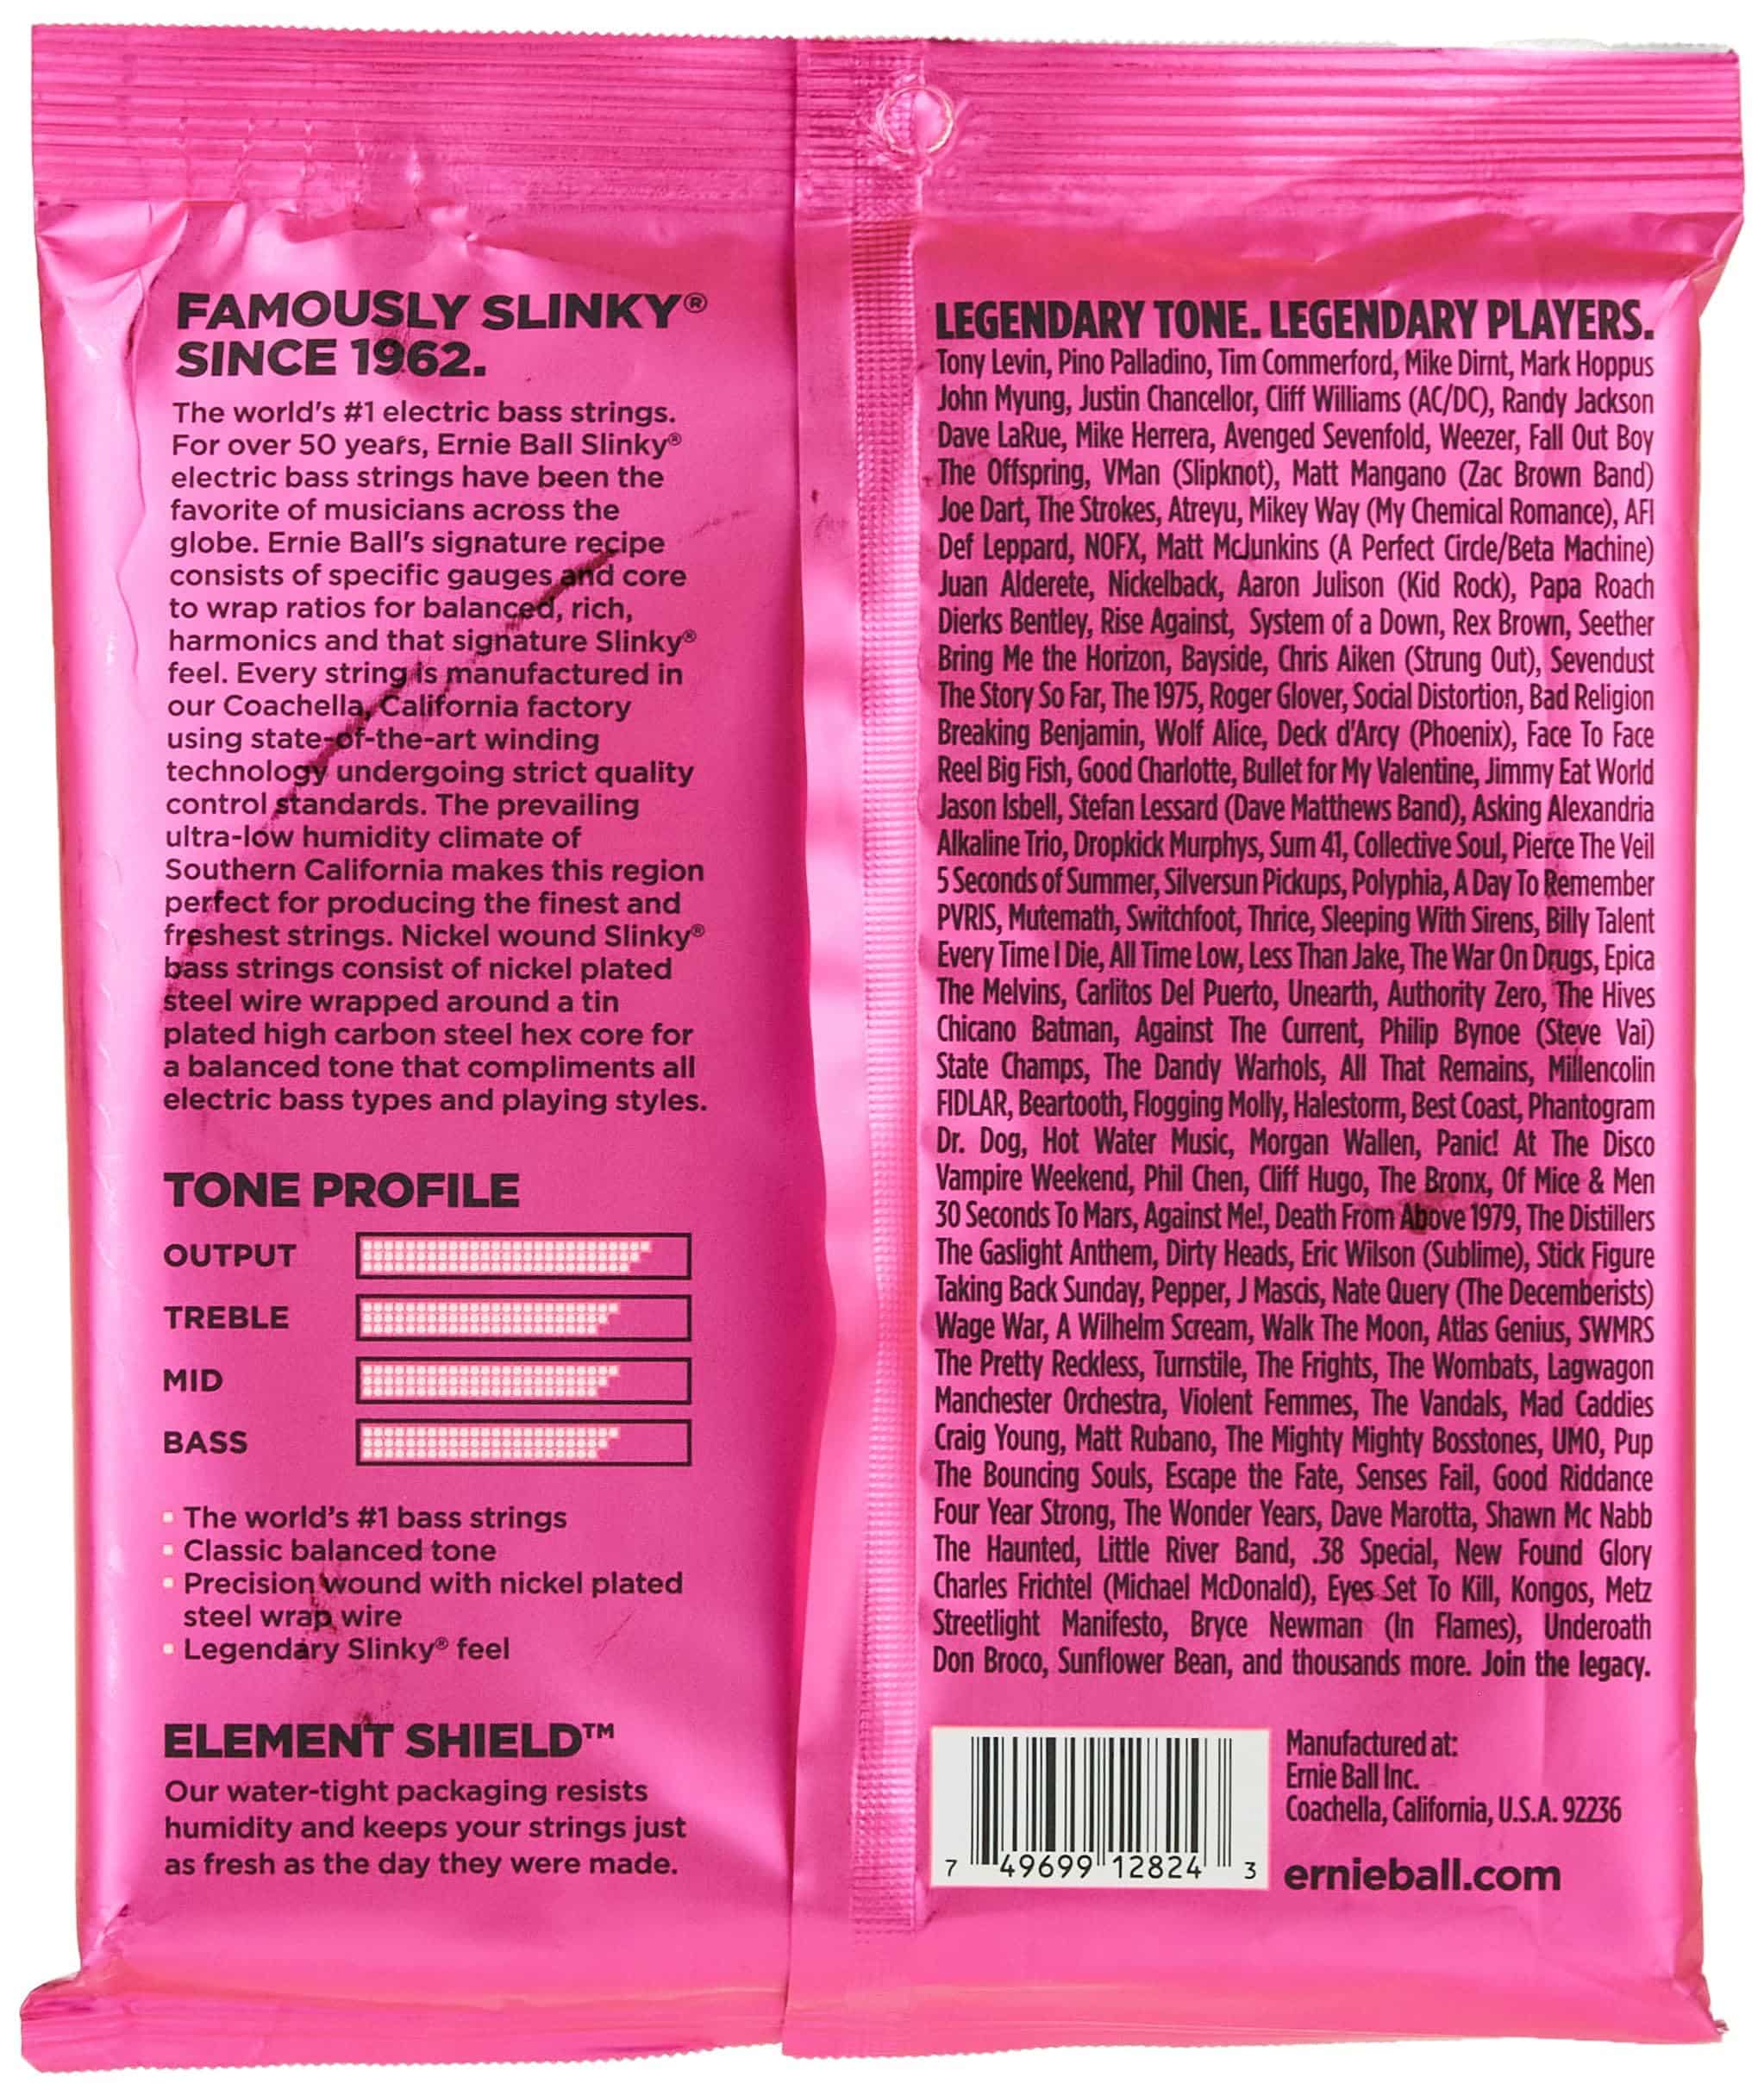 FAMOUSLY SLINKY®
SINCE 1962.
The world's #1 electric bass strings.
For over 50 years, Ernie Ball Slinky®
electric bass strings have been the
favorite of musicians across the
globe. Ernie Ball's signature recipe
consists of specific gauges and core
to wrap ratios for balanced, rich,
harmonics and that signature Slinky®
feel. Every string is manufactured in
our Coachella, California factory
using state-of-the-art winding
technology undergoing strict quality
control standards. The prevailing
ultra-low humidity climate of
Southern California makes this region
perfect for producing the finest and
freshest strings. Nickel wound Slinky®
bass strings consist of nickel plated
steel wire wrapped around a tin
plated high carbon steel hex core for
a balanced tone that compliments all
electric bass types and playing styles.
TONE PROFILE
OUTPUT
TREBLE
MID
BASS
▪ The world's #1 bass strings
▪ Classic balanced tone
▪ Precision wound with nickel plated
steel wrap wire
▪ Legendary Slinky® feel
ELEMENT SHIELD™
Our water-tight packaging resists
humidity and keeps your strings just
as fresh as the day they were made.
LEGENDARY TONE. LEGENDARY PLAYERS.
Tony Levin, Pino Palladino, Tim Commerford, Mike Dirnt, Mark Hoppus
John Myung, Justin Chancellor, Cliff Williams (AC/DC), Randy Jackson
Dave LaRue, Mike Herrera, Avenged Sevenfold, Weezer, Fall Out Boy
The Offspring, VMan (Slipknot), Matt Mangano (Zac Brown Band)
Joe Dart, The Strokes, Atreyu, Mikey Way (My Chemical Romance), AFI
Def Leppard, NOFX, Matt McJunkins (A Perfect Circle/Beta Machine)
Juan Alderete, Nickelback, Aaron Julison (Kid Rock), Papa Roach
Dierks Bentley, Rise Against, System of a Down, Rex Brown, Seether
Bring Me the Horizon, Bayside, Chris Aiken (Strung Out), Sevendust
The Story So Far, The 1975, Roger Glover, Social Distortion, Bad Religion
Breaking Benjamin, Wolf Alice, Deck d'Arcy (Phoenix), Face To Face
Reel Big Fish, Good Charlotte, Bullet for My Valentine, Jimmy Eat World
Jason Isbell, Stefan Lessard (Dave Matthews Band), Asking Alexandria
Alkaline Trio, Dropkick Murphys, Sum 41, Collective Soul, Pierce The Veil
5 Seconds of Summer, Silversun Pickups, Polyphia, A Day To Remember
PVRIS, Mutemath, Switchfoot, Thrice, Sleeping With Sirens, Billy Talent
Every Time I Die, All Time Low, Less Than Jake, The War On Drugs, Epica
The Melvins, Carlitos Del Puerto, Unearth, Authority Zero, The Hives
Chicano Batman, Against The Current, Philip Bynoe (Steve Vai)
State Champs, The Dandy Warhols, All That Remains, Millencolin
FIDLAR, Beartooth, Flogging Molly, Halestorm, Best Coast, Phantogram
Dr. Dog, Hot Water Music, Morgan Wallen, Panic! At The Disco
Vampire Weekend, Phil Chen, Cliff Hugo, The Bronx, Of Mice & Men
30 Seconds To Mars, Against Me!, Death From Above 1979, The Distillers
The Gaslight Anthem, Dirty Heads, Eric Wilson (Sublime), Stick Figure
Taking Back Sunday, Pepper, J Mascis, Nate Query (The Decemberists)
Wage War, A Wilhelm Scream, Walk The Moon, Atlas Genius, SWMRS
The Pretty Reckless, Turnstile, The Frights, The Wombats, Lagwagon
Manchester Orchestra, Violent Femmes, The Vandals, Mad Caddies
Craig Young, Matt Rubano, The Mighty Mighty Bosstones, UMO, Pup
The Bouncing Souls, Escape the Fate, Senses Fail, Good Riddance
Four Year Strong, The Wonder Years, Dave Marotta, Shawn Mc Nabb
The Haunted, Little River Band, .38 Special, New Found Glory
Charles Frichtel (Michael McDonald), Eyes Set To Kill, Kongos, Metz
Streetlight Manifesto, Bryce Newman (In Flames), Underoath
Don Broco, Sunflower Bean, and thousands more. Join the legacy.
7 49699 12824 3
Manufactured at:
Ernie Ball Inc.
Coachella, California, U.S.A. 92236
ernieball.com